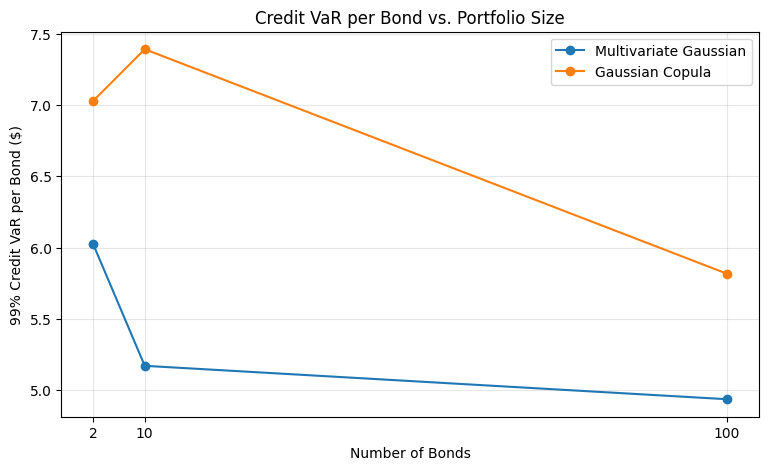 Credit VaR per Bond vs. Portfolio Size
Multivariate Gaussian
Gaussian Copula
99% Credit VaR per Bond ($)
7.5
7.0
6.5
6.0
5.5
5.0
2 10 100
Number of Bonds